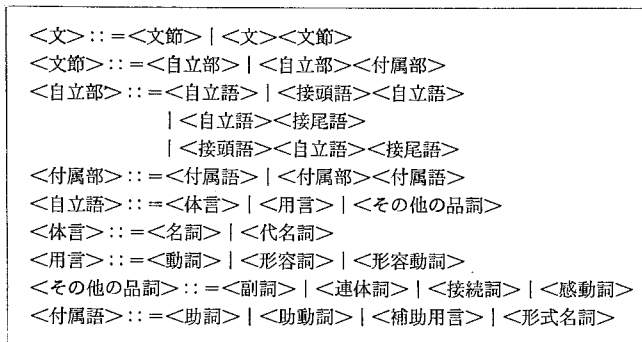 <文>::=<文節>|<文><文節>
<文節>::=<自立部>|<自立部><付属部>
<自立部>::=<自立語>|<接頭語><自立語>
|<自立語><接尾語>
|<接頭語><自立語><接尾語>
<付属部>::=<付属語>|<付属部><付属語>
<自立語>::=<体言>|<用言>|<その他の品詞>
<体言>::=<名詞>|<代名詞>
<用言>::=<動詞>|<形容詞>|<形容動詞>
<その他の品詞>::=<副詞>|<連体詞>|<接続詞>|<感動詞>
<付属語>::=<助詞>|<助動詞>|<補助用言>|<形式名詞>